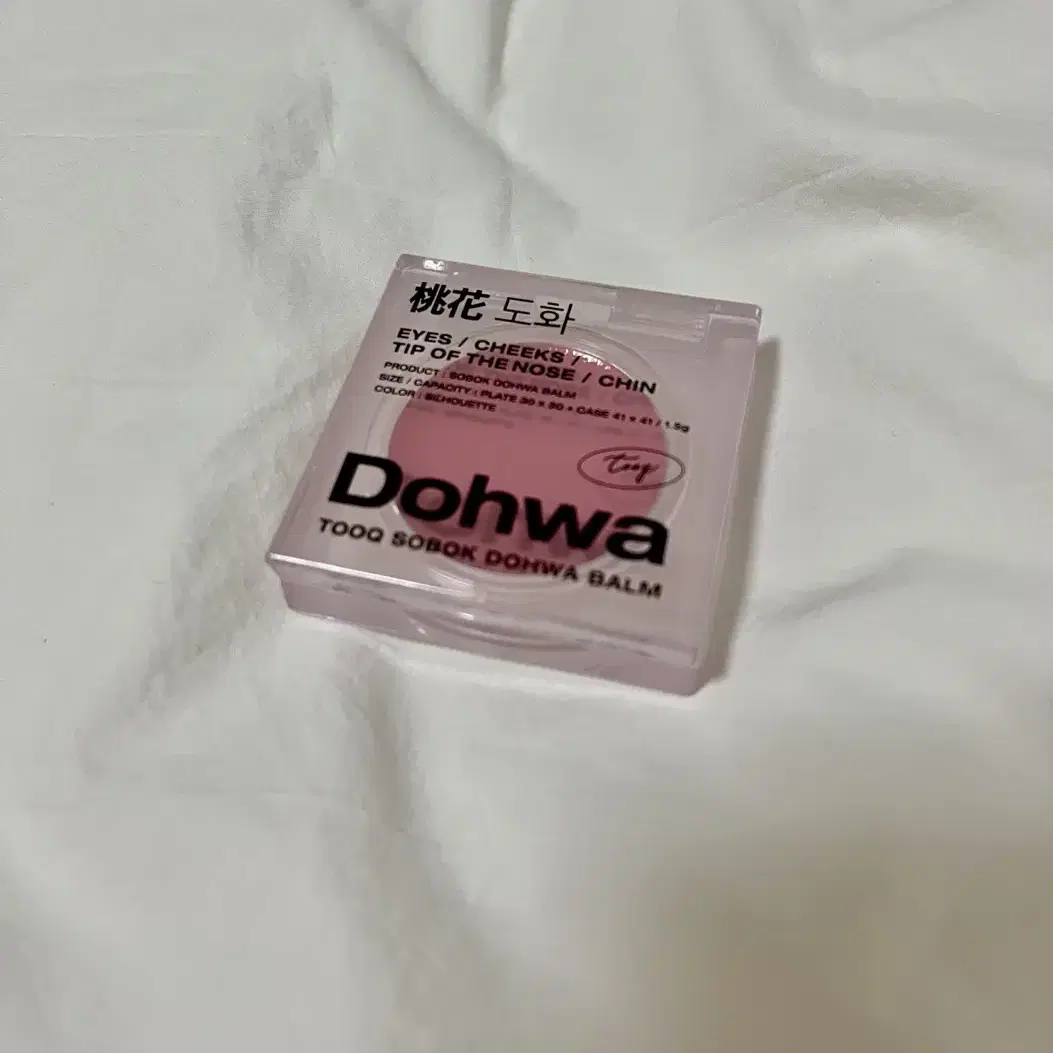 桃花 도화
EYES / CHEEKS /
TIP OF THE NOSE / CHIN
PRODUCT : SOBOK DOHWA BALM
SIZE / CAPACITY : PLATE 30 x 30 + CASE 41 x 41 / 1.5g
COLOR : SILHOUETTE
tooq
Dohwa
TOOQ SOBOK DOHWA BALM